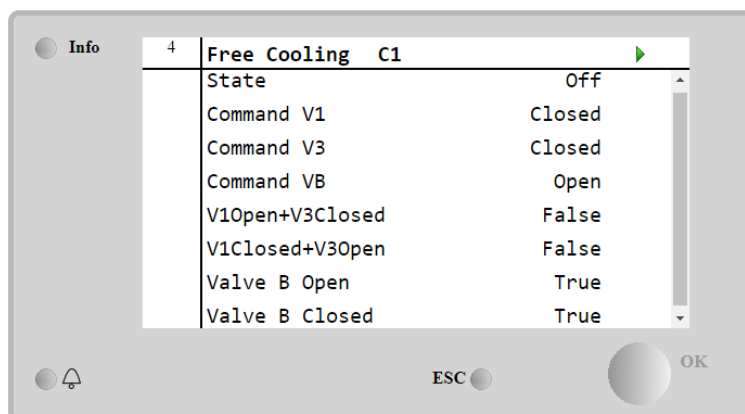 Info
4 Free Cooling C1
State Off
Command V1 Closed
Command V3 Closed
Command VB Open
V1Open+V3Closed False
V1Closed+V3Open False
Valve B Open True
Valve B Closed True
ESC OK